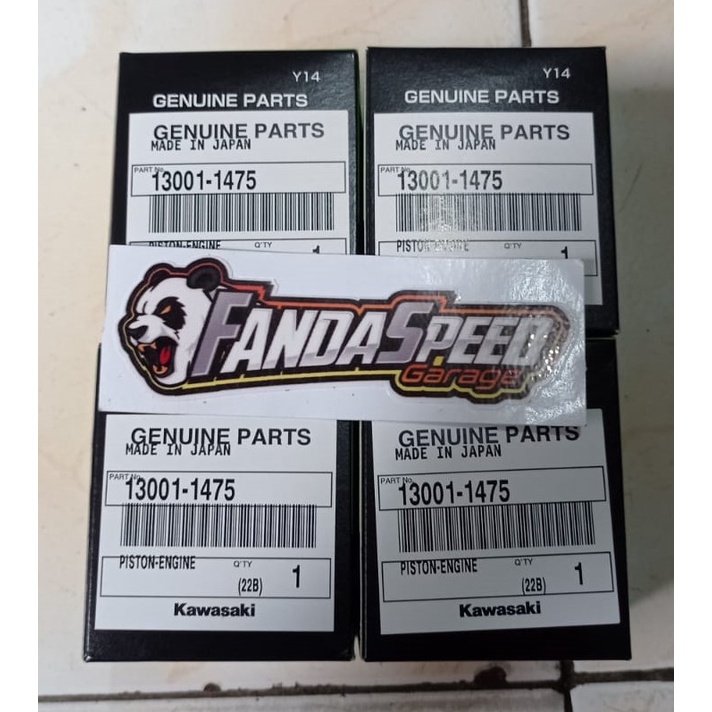 Y14
GENUINE PARTS
GENUINE PARTS
MADE IN JAPAN
PART No.
13001-1475
PISTON-ENGINE
Q'TY
1
Y14
GENUINE PARTS
GENUINE PARTS
MADE IN JAPAN
PART No.
13001-1475
PISTON-ENGINE
Q'TY
1
FANDASPEED
Garage
GENUINE PARTS
MADE IN JAPAN
PART No.
13001-1475
PISTON-ENGINE
Q'TY
(22B)
1
Kawasaki
GENUINE PARTS
MADE IN JAPAN
PART No.
13001-1475
PISTON-ENGINE
Q'TY
(22B)
1
Kawasaki